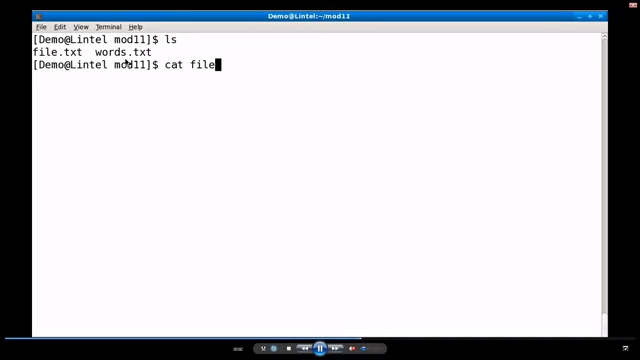 Demo@Lintel:~/mod11
File Edit View Terminal Help
[Demo@Lintel mod11]$ ls
file.txt words.txt
[Demo@Lintel mod11]$ cat file